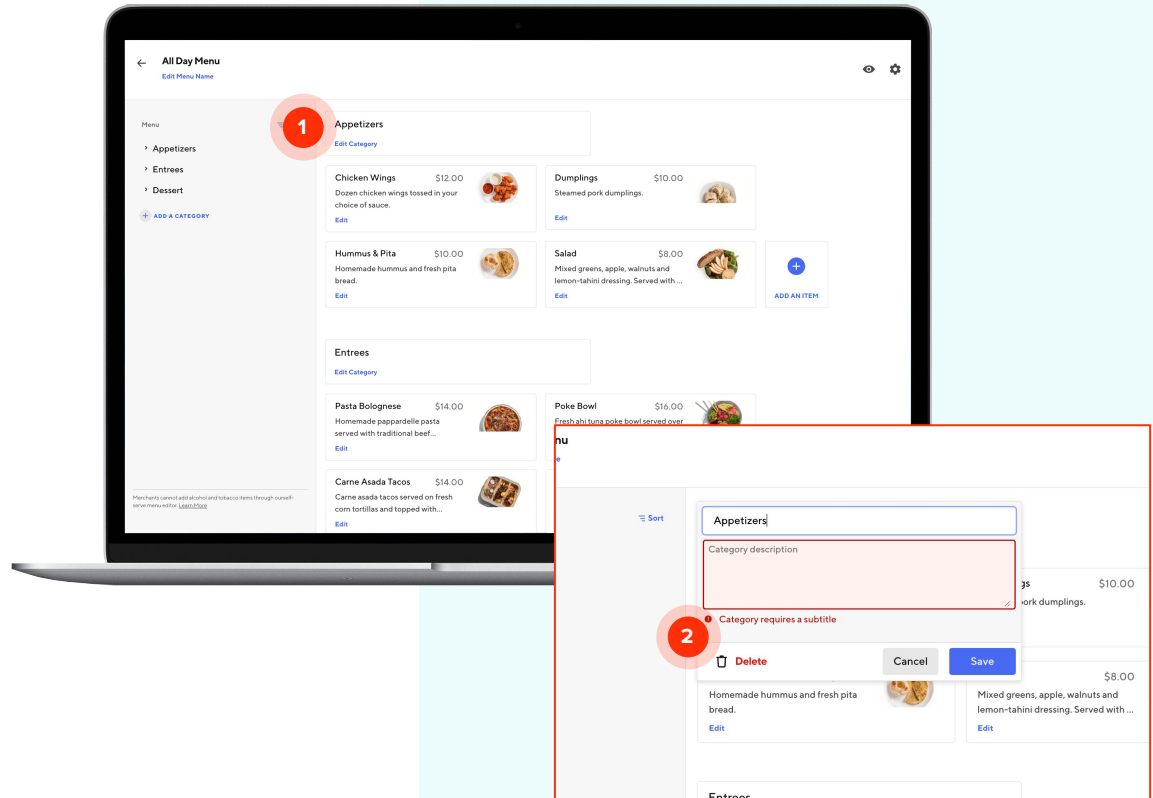 All Day Menu
Edit Menu Name
Menu
1
Appetizers
Entrees
Dessert
+ ADD A CATEGORY
Appetizers
Edit Category
Chicken Wings $12.00
Dozen chicken wings tossed in your
choice of sauce.
Edit
Dumplings $10.00
Steamed pork dumplings.
Edit
Hummus & Pita $10.00
Homemade hummus and fresh pita
bread.
Edit
Salad $8.00
Mixed greens, apple, walnuts and
lemon-tahini dressing. Served with ...
Edit
+
ADD AN ITEM
Entrees
Edit Category
Pasta Bolognese $14.00
Homemade pappardelle pasta
served with traditional beef...
Edit
Poke Bowl $16.00
Fresh ahi tuna poke bowl served over
Carne Asada Tacos $14.00
Carne asada tacos served on fresh
corn tortillas and topped with...
Edit
Merchants cannot add alcohol and tobacco items through ourself-
serve menu editor. Learn More
nu
e
Sort
Appetizers
Category description
Category requires a subtitle
2
Delete
Cancel
Save
gs $10.00
ork dumplings.
$8.00
Homemade hummus and fresh pita
bread.
Edit
Mixed greens, apple, walnuts and
lemon-tahini dressing. Served with ...
Edit
Entrees